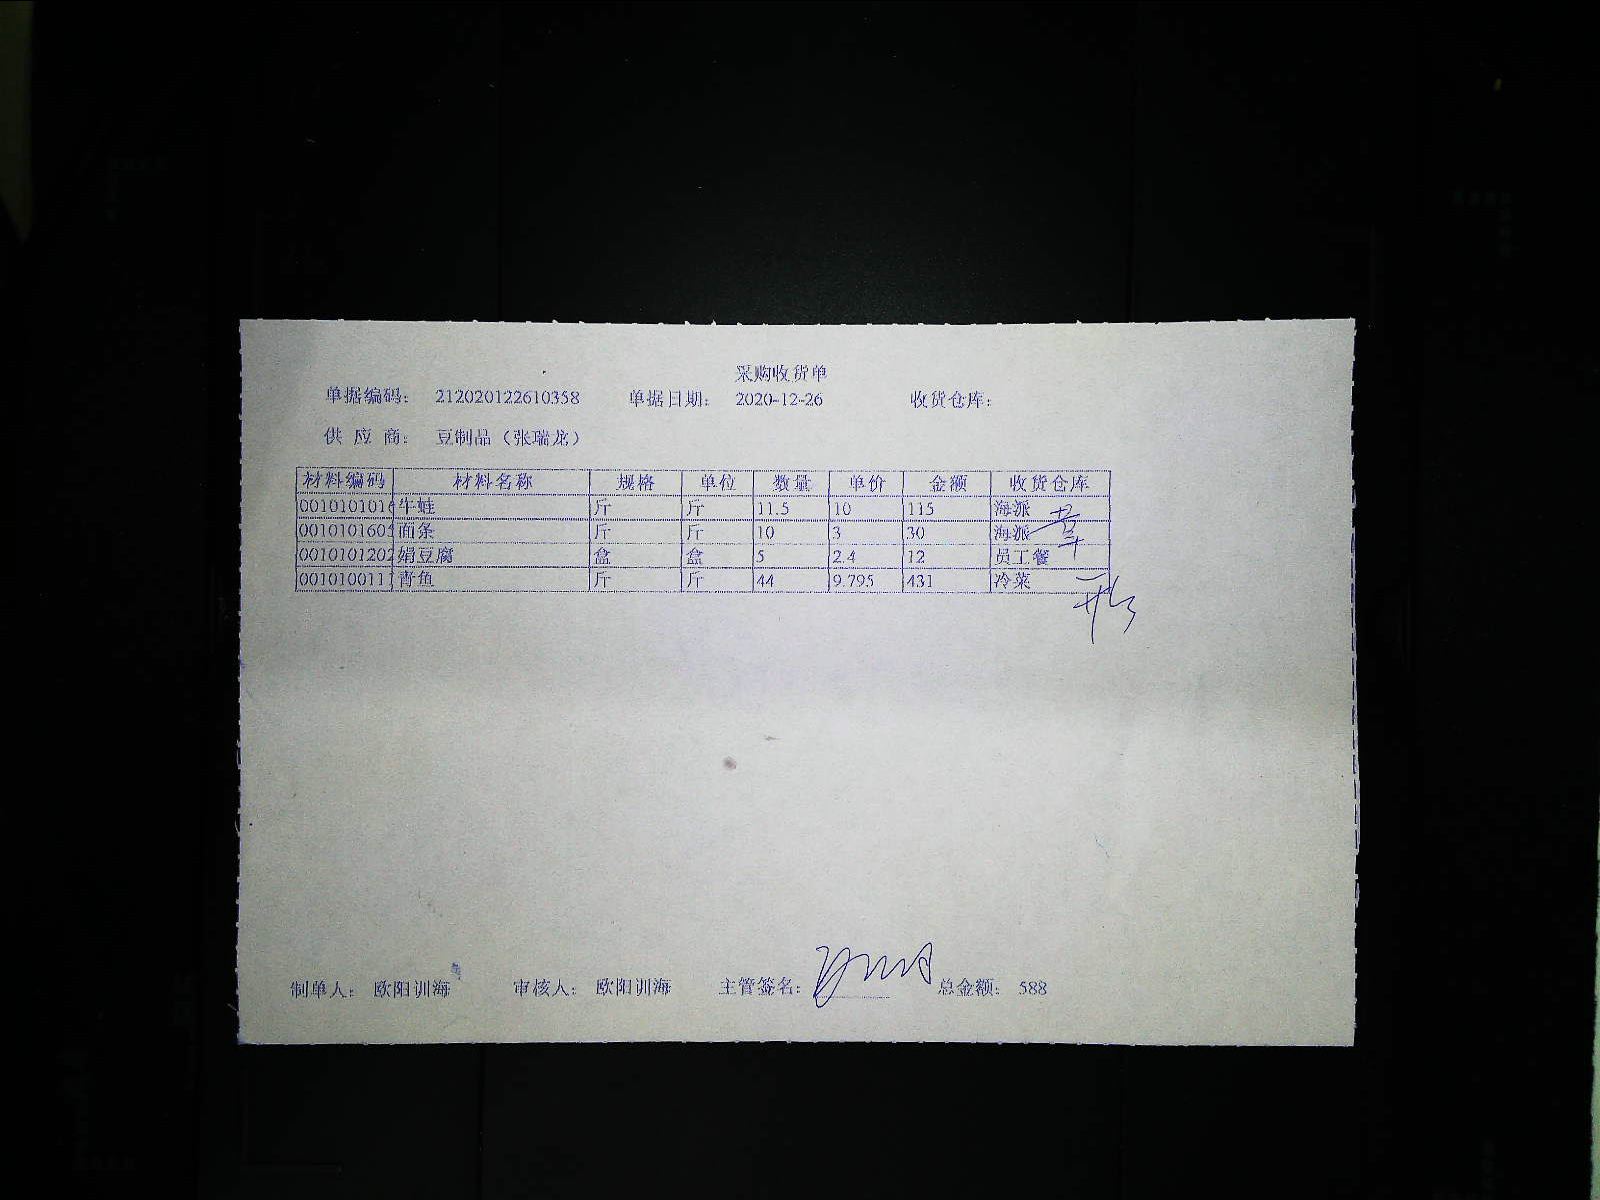 采购收货单
单据编码： 212020122610358 单据日期： 2020-12-26 收货仓库：
供 应 商： 豆制品（张瑞龙）
材料编码 材料名称 规格 单位 数量 单价 金额 收货仓库
0010101016 牛蛙 斤 斤 11.5 10 115 海派
001010160 面条 斤 斤 10 3 30 海派
0010101202 娟豆腐 盒 盒 5 2.4 12 员工餐
001010011 青鱼 斤 斤 44 9.795 431 冷菜
制单人： 欧阳训海 审核人： 欧阳训海 主管签名： 总金额： 588